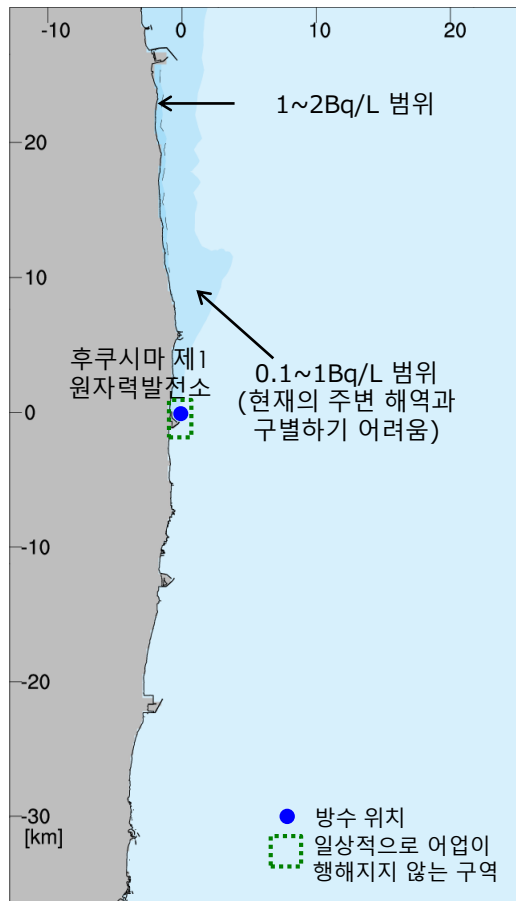 -10 0 10 20
1~2Bq/L 범위
20
10
후쿠시마 제1
원자력발전소
0.1~1Bq/L 범위
(현재의 주변 해역과
구별하기 어려움)
0
-10
-20
-30
[km]
방수 위치
일상적으로 어업이
행해지지 않는 구역